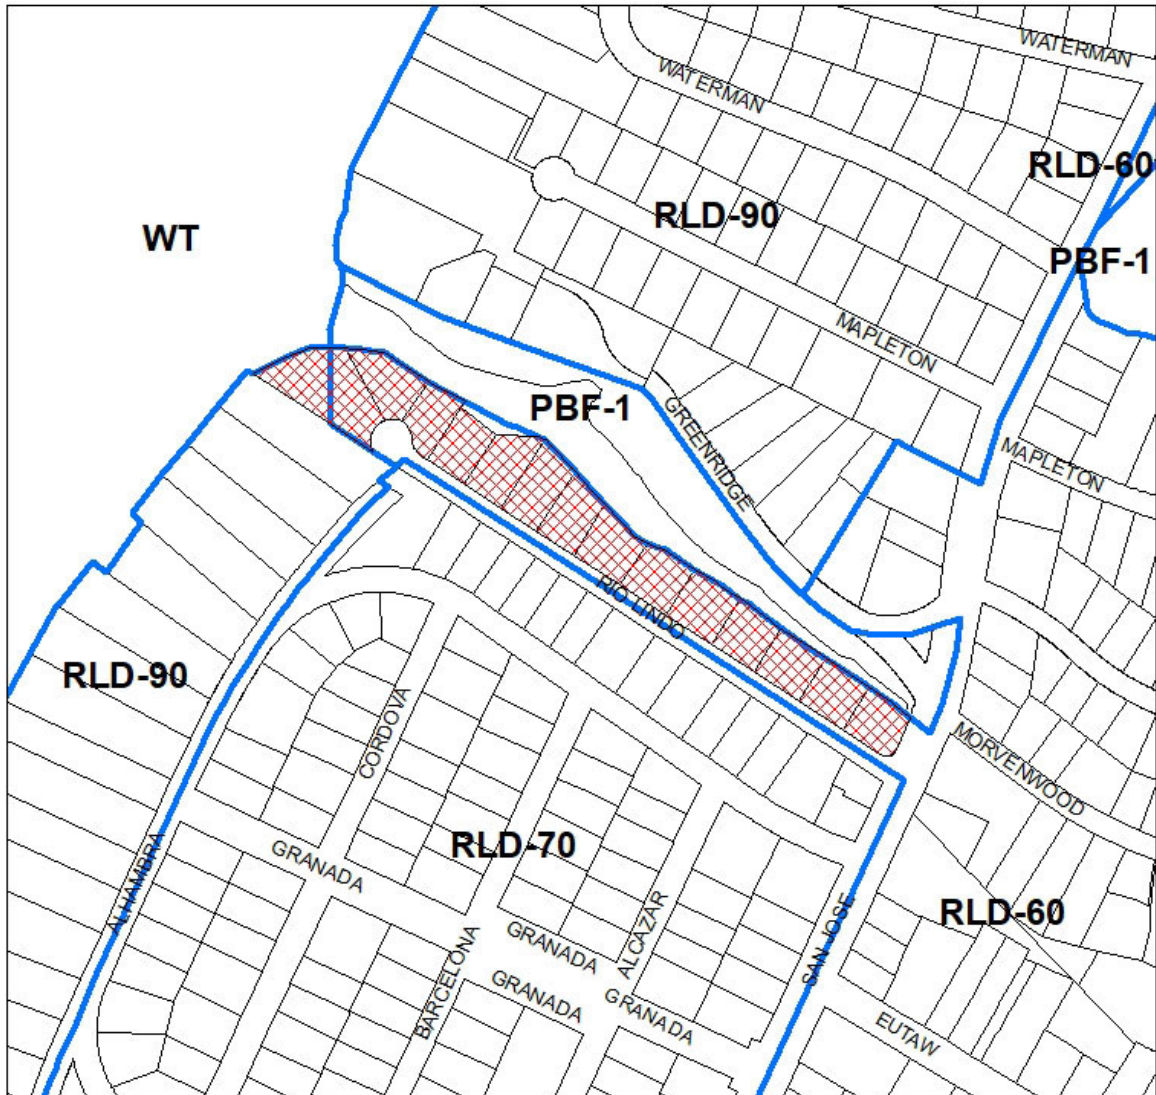 WATERMAN
WATERMAN
RLD-60
RLD-90
WT
PBF-1
MAPLETON
PBF-1
GREENRIDGE
MAPLETON
RIO LINDO
RLD-90
CORDOVA
MORVENWOOD
RLD-70
GRANADA
ALHAMBRA
RLD-60
ALCAZAR
SAN JOSE
GRANADA
BARCELONA
GRANADA
GRANADA
EUTAW